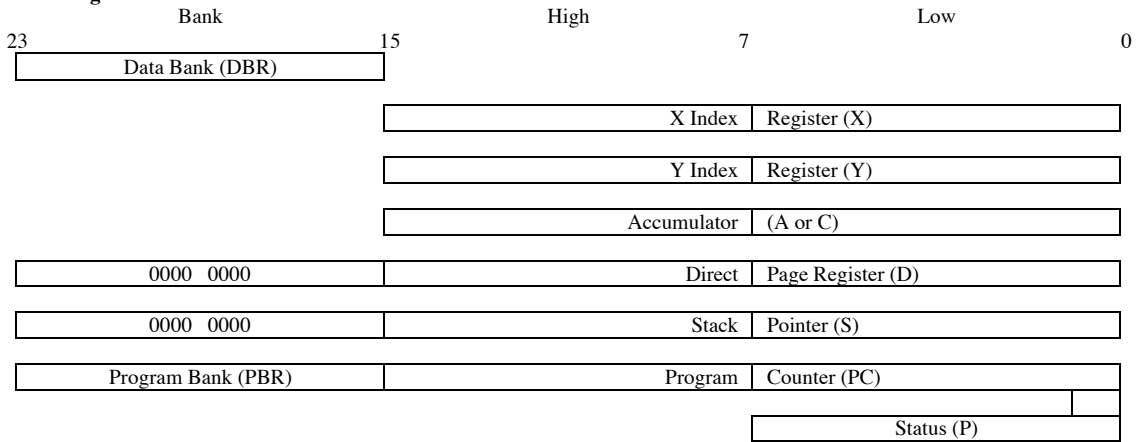 Bank High Low
23 15 7 0
Data Bank (DBR)
X Index Register (X)
Y Index Register (Y)
Accumulator (A or C)
0000 0000 Direct Page Register (D)
0000 0000 Stack Pointer (S)
Program Bank (PBR) Program Counter (PC)
Status (P)